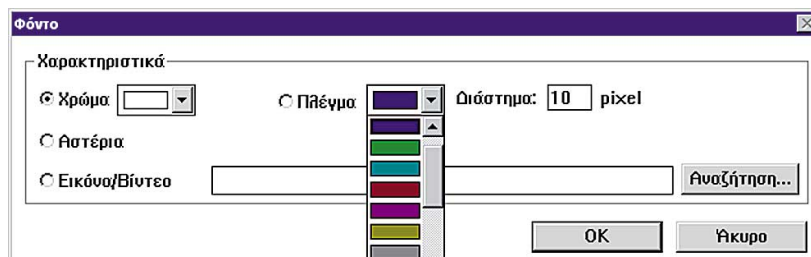 Φόντο
Χαρακτηριστικά
Χρώμα Πλέγμα Διάστημα: 10 pixel
Αστέρια
Εικόνα/Βίντεο Αναζήτηση...
OK Άκυρο